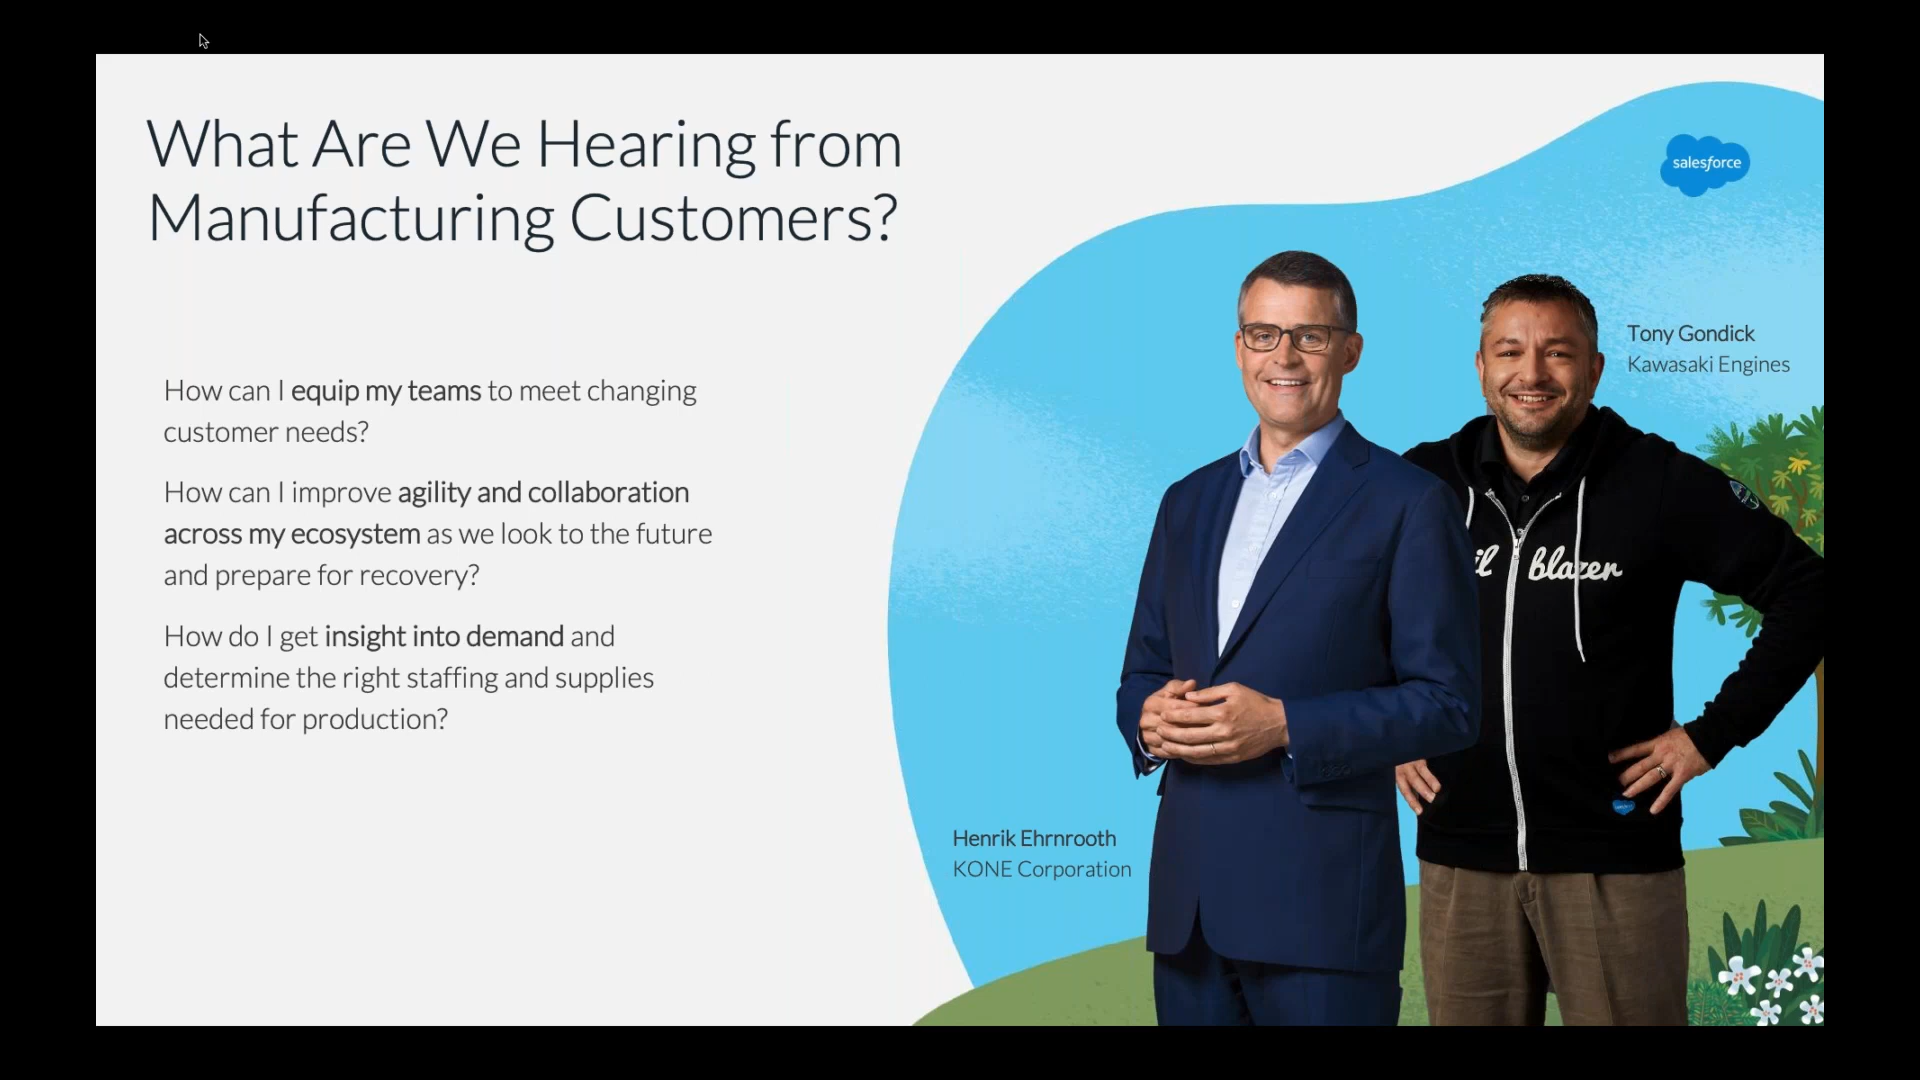 What Are We Hearing from
Manufacturing Customers?
salesforce
Tony Gondick
Kawasaki Engines
How can I equip my teams to meet changing
customer needs?
How can I improve agility and collaboration
across my ecosystem as we look to the future
and prepare for recovery?
il blazer
How do I get insight into demand and
determine the right staffing and supplies
needed for production?
Henrik Ehrnrooth
KONE Corporation